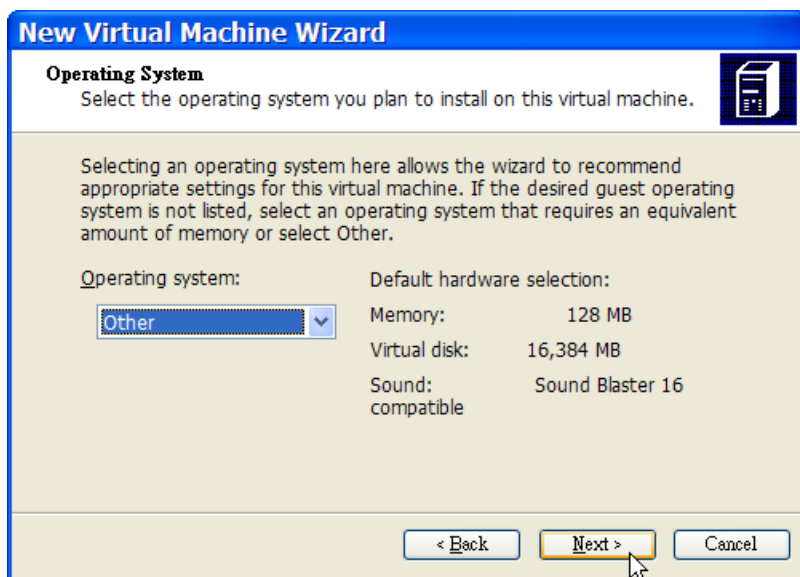 New Virtual Machine Wizard
Operating System
Select the operating system you plan to install on this virtual machine.
Selecting an operating system here allows the wizard to recommend
appropriate settings for this virtual machine. If the desired guest operating
system is not listed, select an operating system that requires an equivalent
amount of memory or select Other.
Operating system:
Other
Default hardware selection:
Memory: 128 MB
Virtual disk: 16,384 MB
Sound: Sound Blaster 16
compatible
< Back Next > Cancel